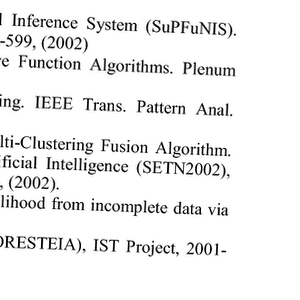 Inference System (SuPFuNIS).
-599, (2002)
Function Algorithms. Plenum
ing. IEEE Trans. Pattern Anal.
lti-Clustering Fusion Algorithm.
ificial Intelligence (SETN2002),
, (2002).
lihood from incomplete data via
ORESTEIA), IST Project, 2001-